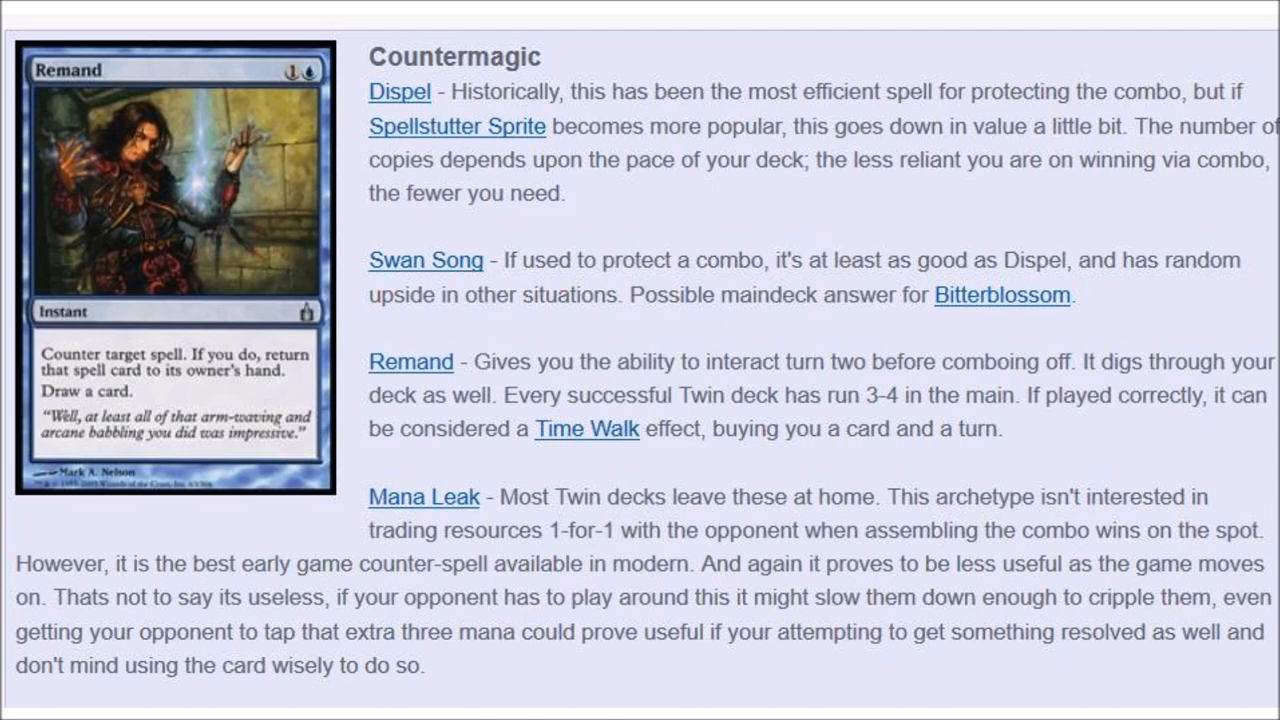 Remand 1
Instant
Counter target spell. If you do, return
that spell card to its owner's hand.
Draw a card.
"Well, at least all of that arm-waving and
arcane babbling you did was impressive."
Mark A. Nelson
Countermagic
Dispel - Historically, this has been the most efficient spell for protecting the combo, but if
Spellstutter Sprite becomes more popular, this goes down in value a little bit. The number of
copies depends upon the pace of your deck; the less reliant you are on winning via combo,
the fewer you need.
Swan Song - If used to protect a combo, it's at least as good as Dispel, and has random
upside in other situations. Possible maindeck answer for Bitterblossom.
Remand - Gives you the ability to interact turn two before comboing off. It digs through your
deck as well. Every successful Twin deck has run 3-4 in the main. If played correctly, it can
be considered a Time Walk effect, buying you a card and a turn.
Mana Leak - Most Twin decks leave these at home. This archetype isn't interested in
trading resources 1-for-1 with the opponent when assembling the combo wins on the spot.
However, it is the best early game counter-spell available in modern. And again it proves to be less useful as the game moves
on. Thats not to say its useless, if your opponent has to play around this it might slow them down enough to cripple them, even
getting your opponent to tap that extra three mana could prove useful if your attempting to get something resolved as well and
don't mind using the card wisely to do so.